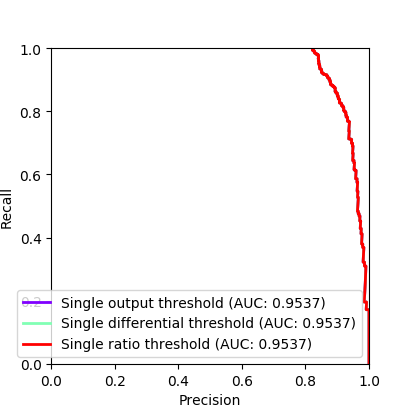 1.0
0.8
0.6
0.4
0.2
0.0
Recall
Single output threshold (AUC: 0.9537)
Single differential threshold (AUC: 0.9537)
Single ratio threshold (AUC: 0.9537)
0.0 0.2 0.4 0.6 0.8 1.0
Precision